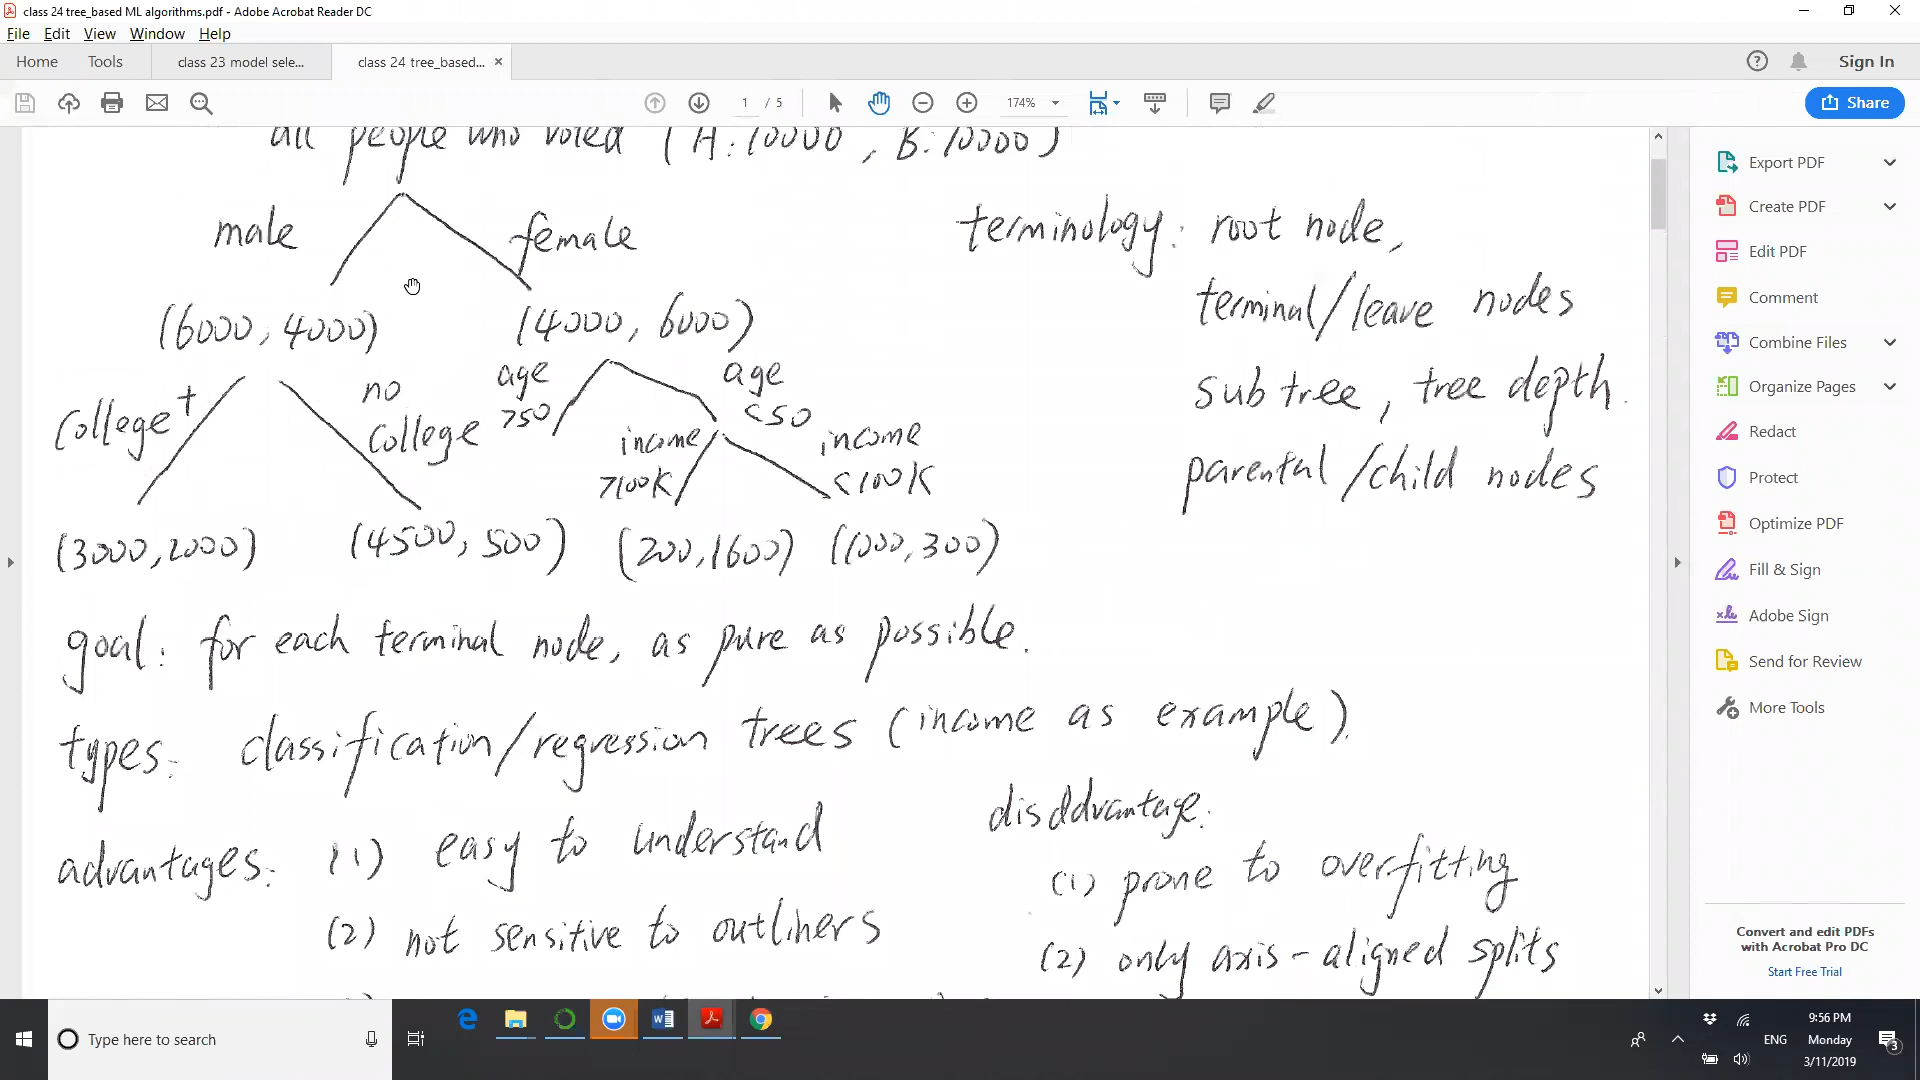 class 24 tree_based ML algorithms.pdf - Adobe Acrobat Reader DC
File Edit View Window Help
Home Tools class 23 model sele... class 24 tree_based... × Sign In
1 / 5 174% Share
all people who voted (A:10000, B:10000)
male female
(6000, 4000) (4000, 6000)
college+ no college age >50 age <50
income >100K income <100K
(3000, 2000) (4500, 500) (200, 1600) (1000, 300)
terminology: root node,
terminal/leave nodes
sub tree, tree depth.
parental/child nodes
goal: for each terminal node, as pure as possible.
types: classification/regression trees (income as example).
advantages: (1) easy to understand
(2) not sensitive to outliners
disddvantage:
(1) prone to overfitting
(2) only axis-aligned splits
Export PDF
Create PDF
Edit PDF
Comment
Combine Files
Organize Pages
Redact
Protect
Optimize PDF
Fill & Sign
Adobe Sign
Send for Review
More Tools
Convert and edit PDFs
with Acrobat Pro DC
Start Free Trial
Type here to search
ENG
9:56 PM
Monday
3/11/2019
3